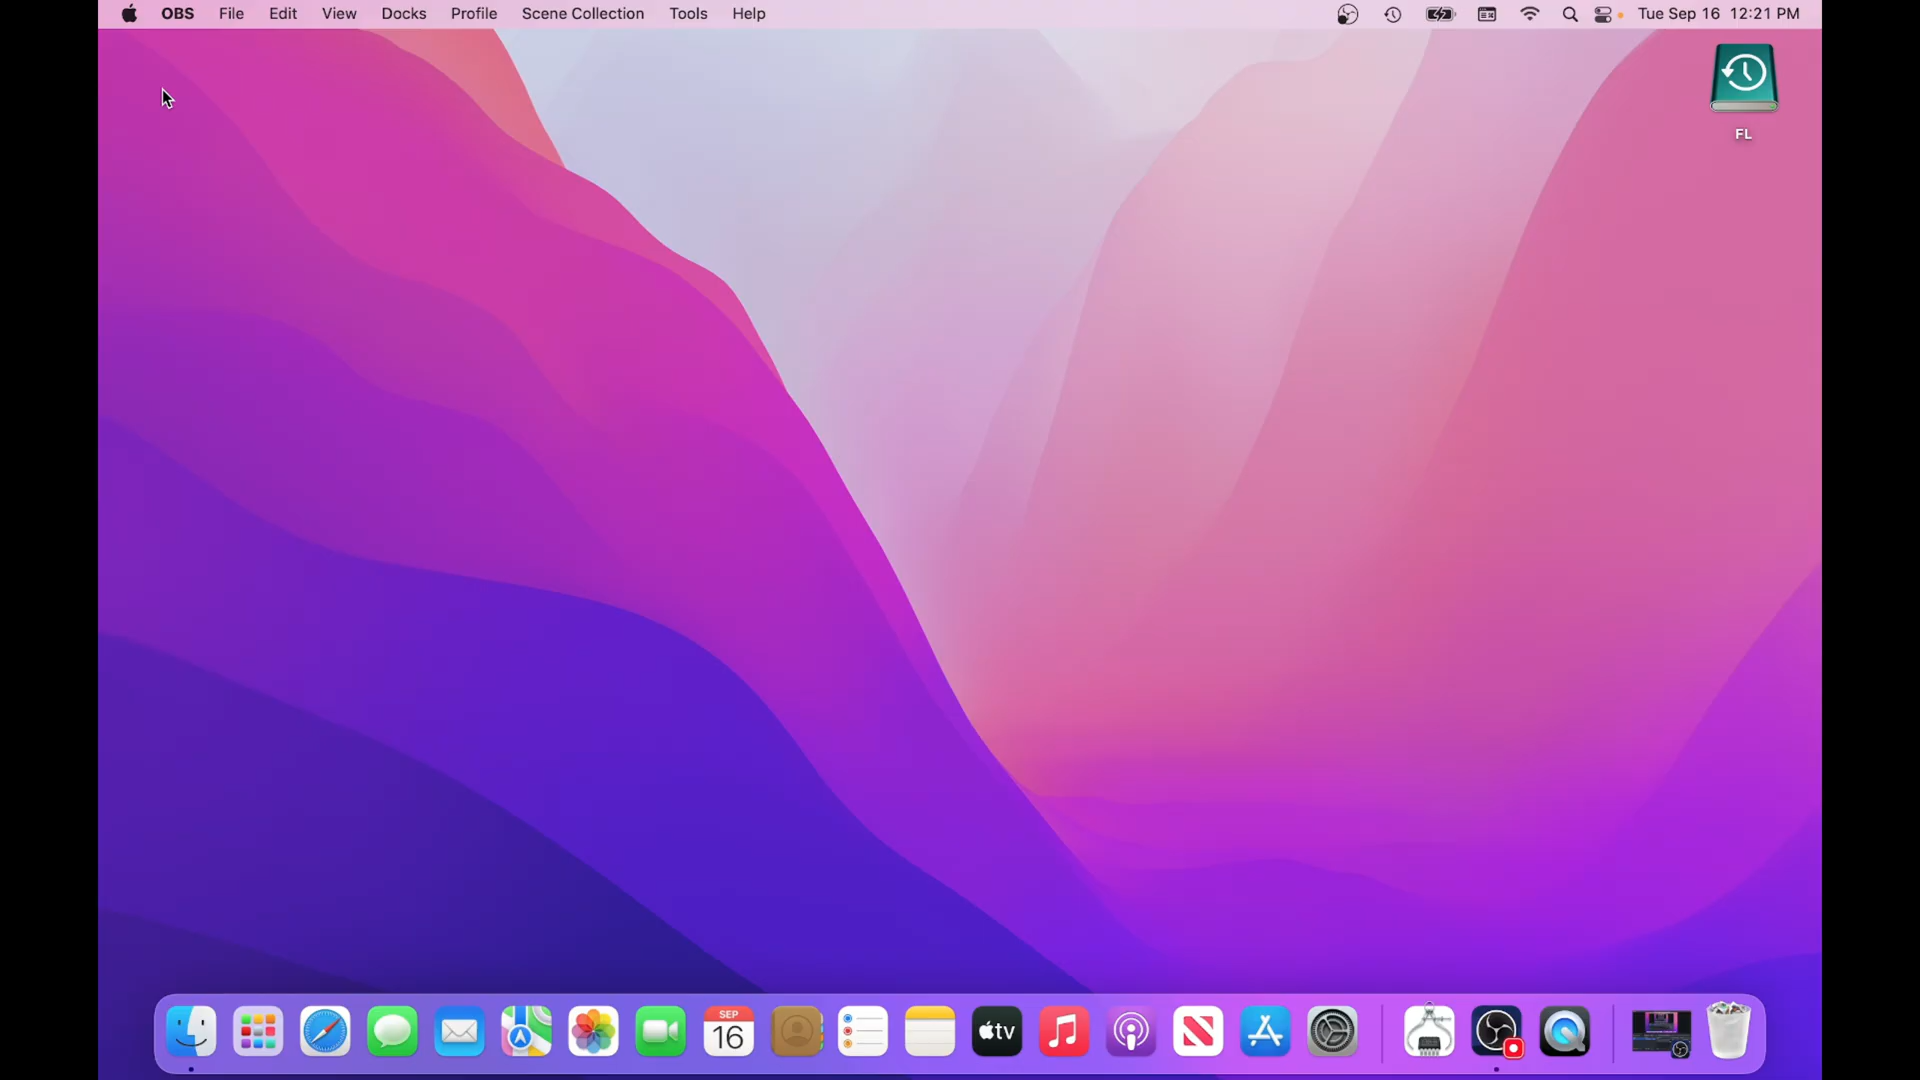 OBS File Edit View Docks Profile Scene Collection Tools Help Tue Sep 16 12:21 PM
FL
SEP
16
tv